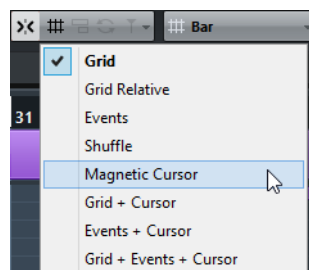 Bar
Grid
Grid Relative
31
Events
Shuffle
Magnetic Cursor
Grid + Cursor
Events + Cursor
Grid + Events + Cursor